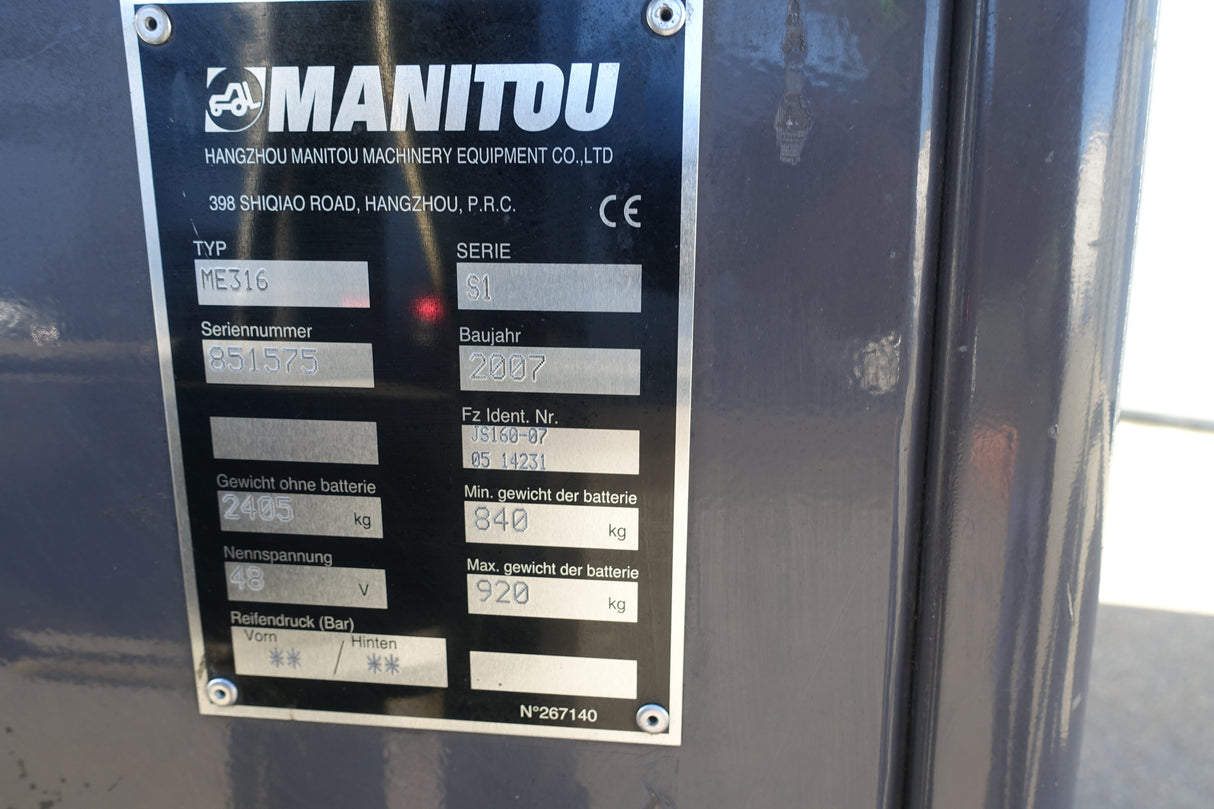 MANITOU
HANGZHOU MANITOU MACHINERY EQUIPMENT CO.,LTD
398 SHIQIAO ROAD, HANGZHOU, P.R.C. CE
TYP SERIE
ME316 S1
Seriennummer Baujahr
851575 2007
Fz Ident. Nr.
JS160-07
05 14231
Gewicht ohne batterie Min. gewicht der batterie
2405 kg 840 kg
Nennspannung Max. gewicht der batterie
48 V 920 kg
Reifendruck (Bar)
Vorn / Hinten
** **
N°267140